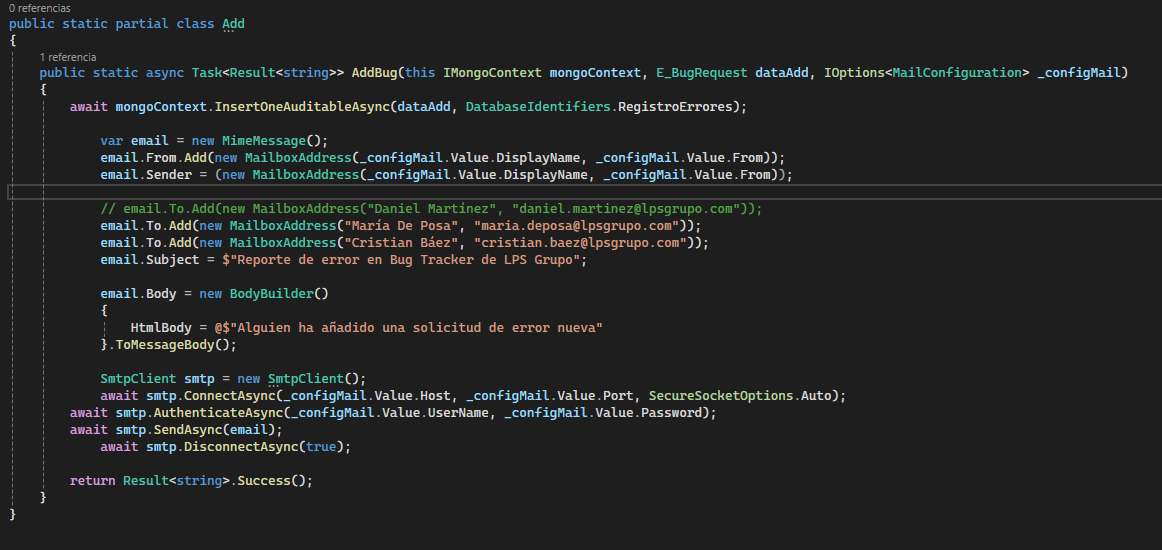 0 referencias
public static partial class Add
{
1 referencia
public static async Task<Result<string>> AddBug(this IMongoContext mongoContext, E_BugRequest dataAdd, IOptions<MailConfiguration> _configMail)
{
await mongoContext.InsertOneAuditableAsync(dataAdd, DatabaseIdentifiers.RegistroErrores);
var email = new MimeMessage();
email.From.Add(new MailboxAddress(_configMail.Value.DisplayName, _configMail.Value.From));
email.Sender = (new MailboxAddress(_configMail.Value.DisplayName, _configMail.Value.From));
// email.To.Add(new MailboxAddress("Daniel Martínez", "daniel.martinez@lpsgrupo.com"));
email.To.Add(new MailboxAddress("María De Posa", "maria.deposa@lpsgrupo.com"));
email.To.Add(new MailboxAddress("Cristian Báez", "cristian.baez@lpsgrupo.com"));
email.Subject = $"Reporte de error en Bug Tracker de LPS Grupo";
email.Body = new BodyBuilder()
{
HtmlBody = @$"Alguien ha añadido una solicitud de error nueva"
}.ToMessageBody();
SmtpClient smtp = new SmtpClient();
await smtp.ConnectAsync(_configMail.Value.Host, _configMail.Value.Port, SecureSocketOptions.Auto);
await smtp.AuthenticateAsync(_configMail.Value.UserName, _configMail.Value.Password);
await smtp.SendAsync(email);
await smtp.DisconnectAsync(true);
return Result<string>.Success();
}
}